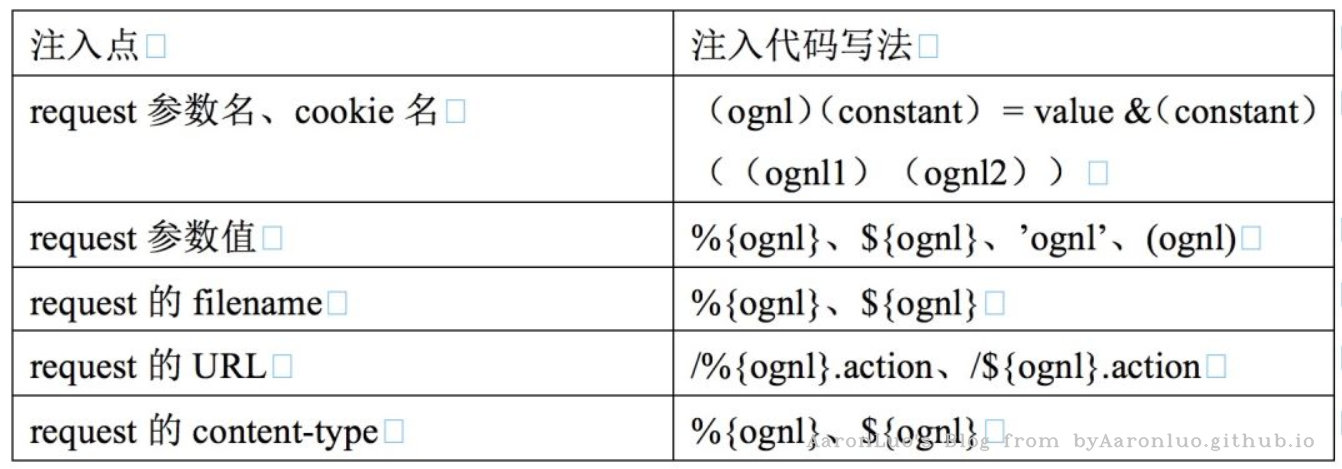 注入点
注入代码写法
request 参数名、cookie 名
（ognl）（constant） = value &（constant）
（（ognl1）（ognl2））
request 参数值
%{ognl}、\${ognl}、’ognl’、(ognl)
request 的 filename
%{ognl}、\${ognl}
request 的 URL
/%{ognl}.action、/\${ognl}.action
request 的 content-type
%{ognl}、\${ognl}
AaronLuo's Blog from byAaronluo.github.io